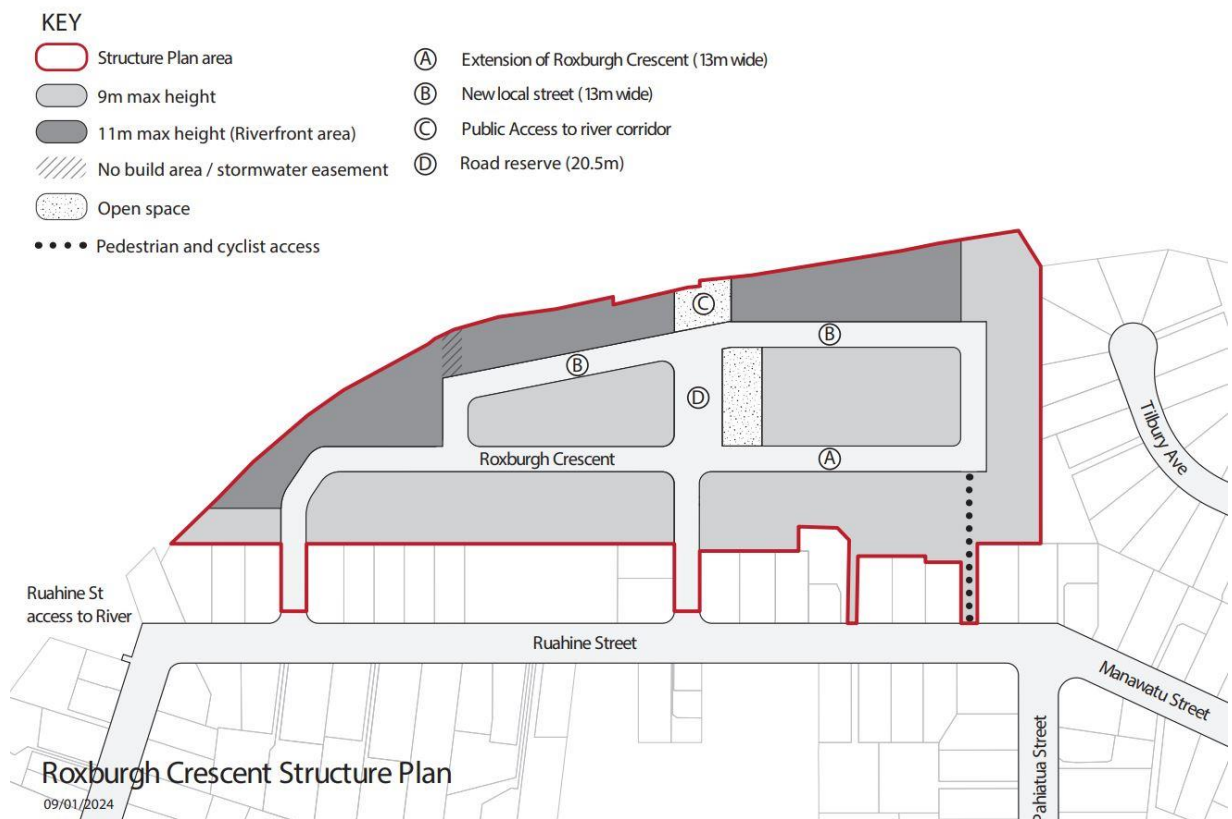 KEY
Structure Plan area
9m max height
11m max height (Riverfront area)
No build area / stormwater easement
Open space
Pedestrian and cyclist access
A Extension of Roxburgh Crescent (13m wide)
B New local street (13m wide)
C Public Access to river corridor
D Road reserve (20.5m)
C
B
B
D
A
Roxburgh Crescent
Tilbury Ave
Ruahine St
access to River
Ruahine Street
Manawatu Street
Pahiatua Street
Roxburgh Crescent Structure Plan
09/01/2024